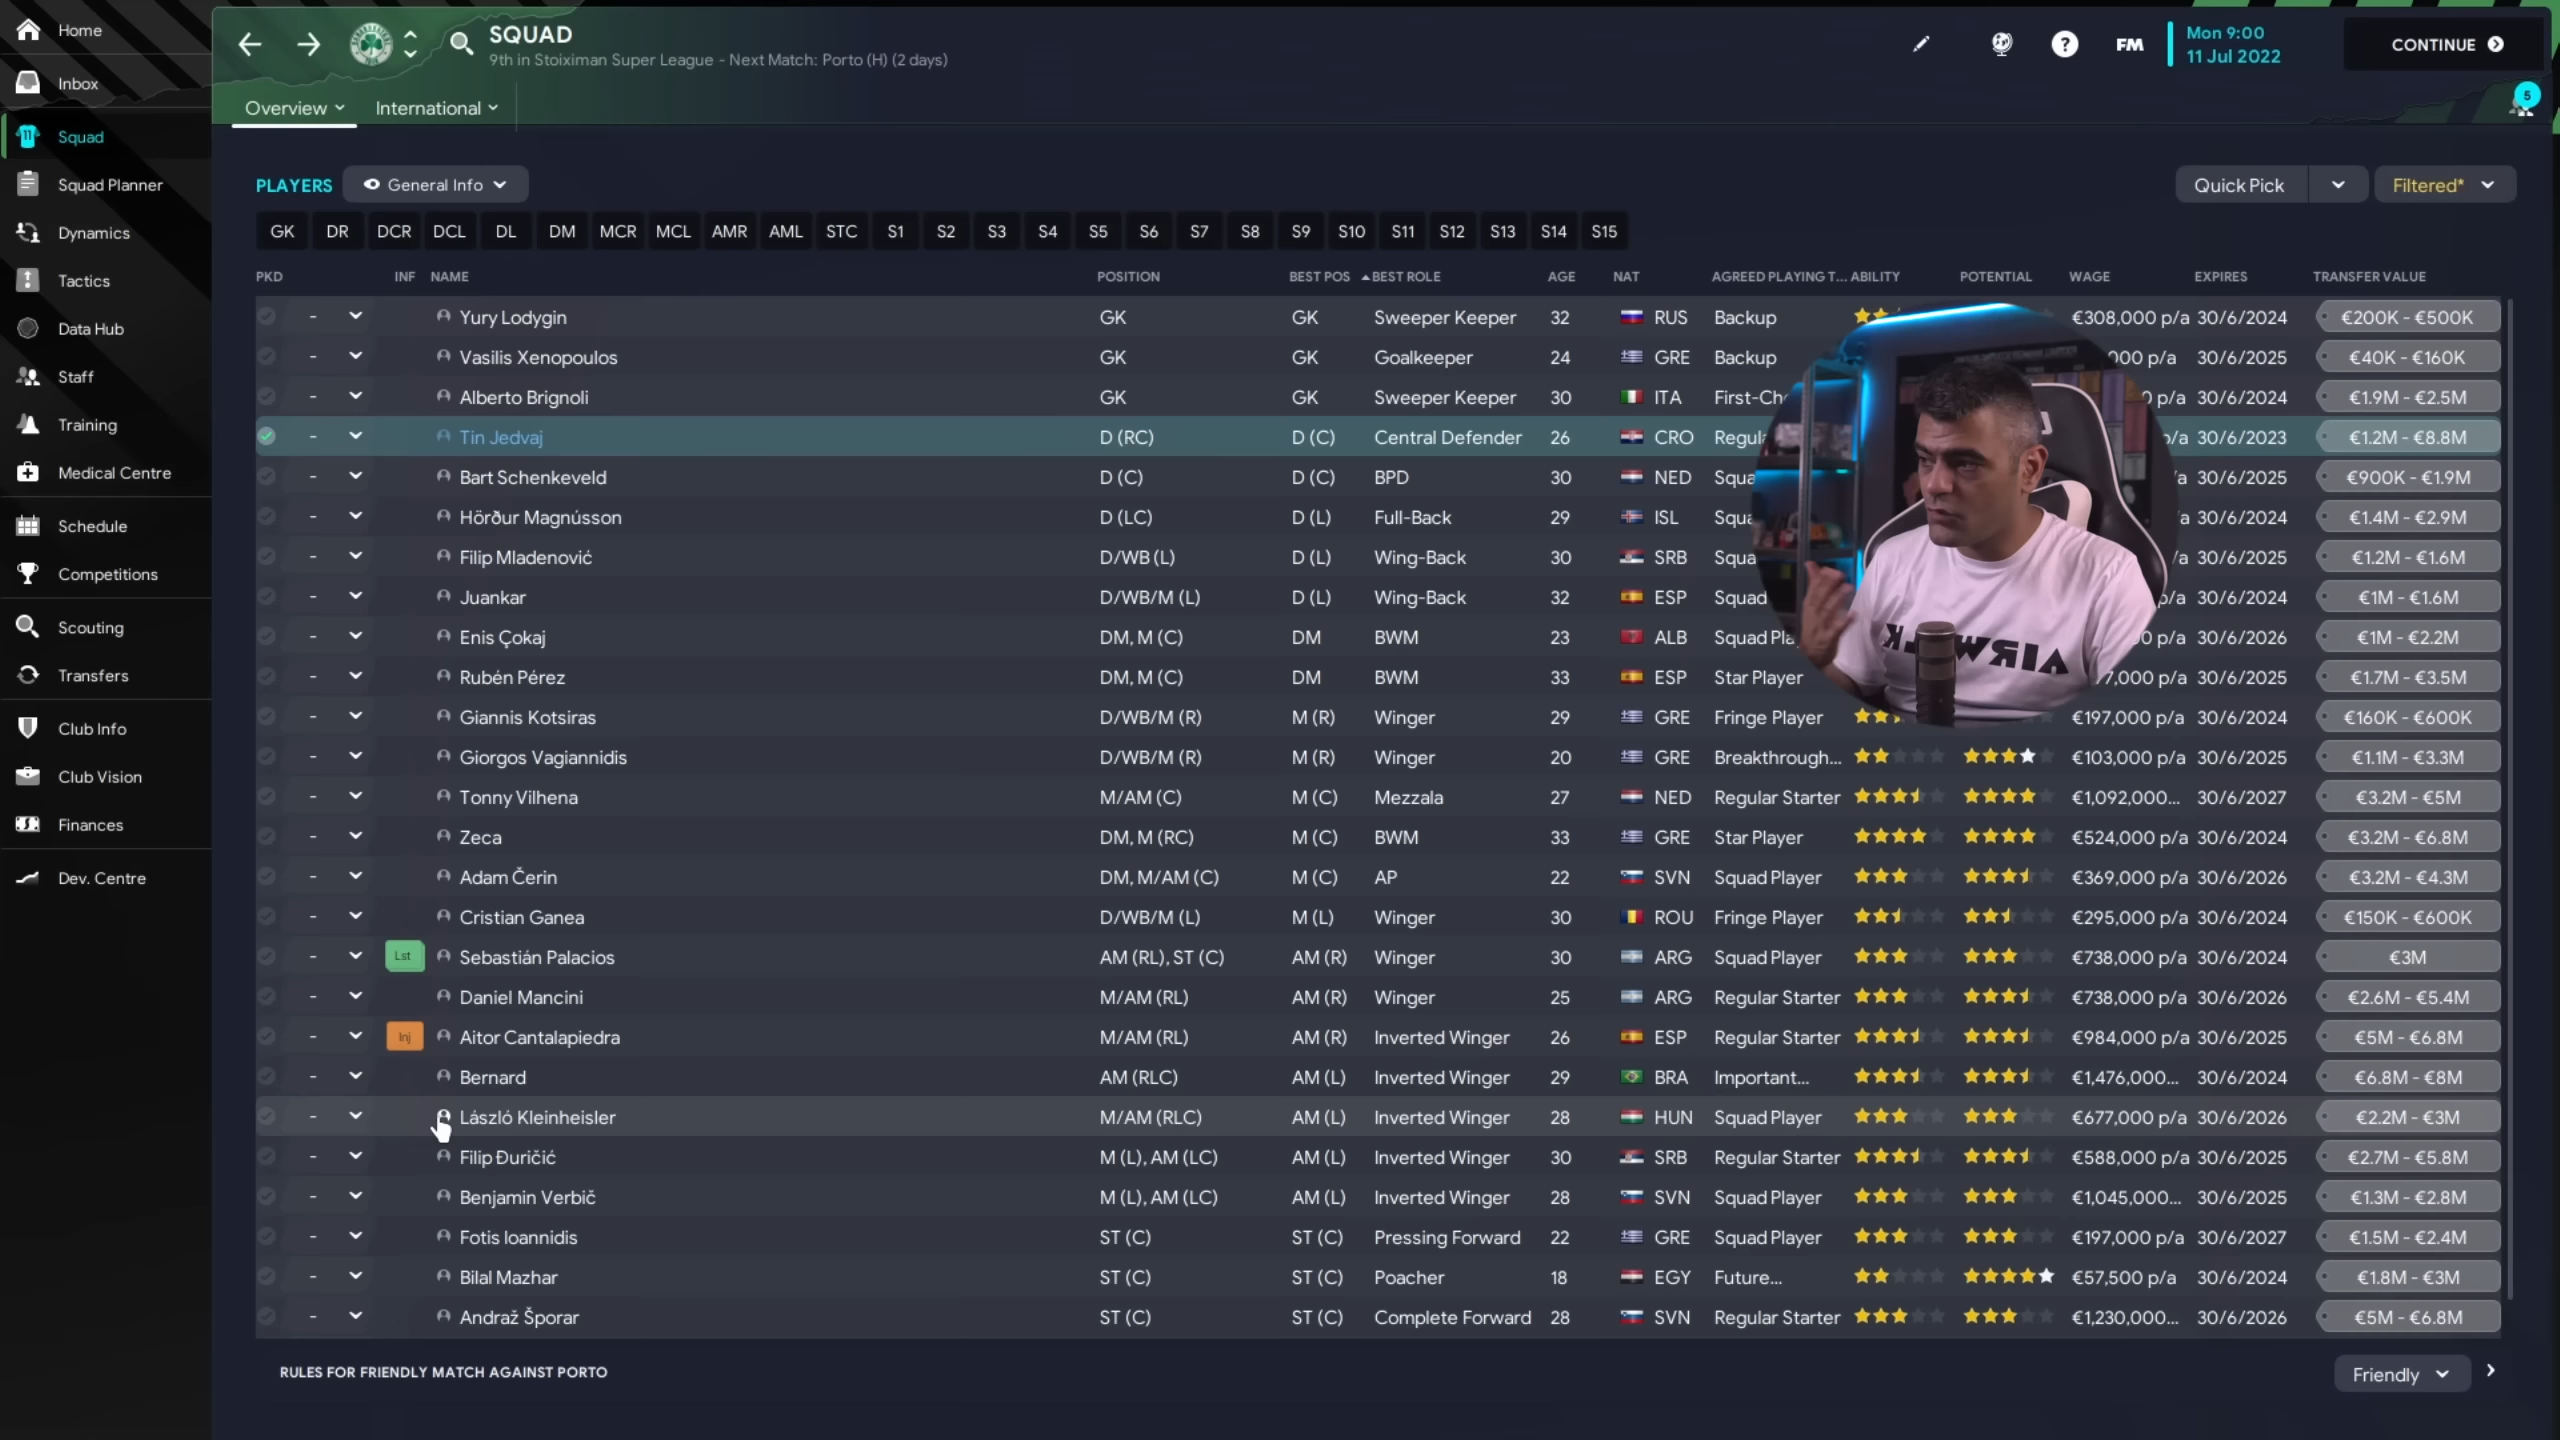 Home
Inbox
Squad
Squad Planner
Dynamics
Tactics
Data Hub
Staff
Training
Medical Centre
Schedule
Competitions
Scouting
Transfers
Club Info
Club Vision
Finances
Dev. Centre
SQUAD
9th in Stoiximan Super League - Next Match: Porto (H) (2 days)
FM
Mon 9:00
11 Jul 2022
CONTINUE
5
Overview International
PLAYERS General Info Quick Pick Filtered*
GK DR DCR DCL DL DM MCR MCL AMR AML STC S1 S2 S3 S4 S5 S6 S7 S8 S9 S10 S11 S12 S13 S14 S15
PKD INF NAME POSITION BEST POS BEST ROLE AGE NAT AGREED PLAYING T... ABILITY POTENTIAL WAGE EXPIRES TRANSFER VALUE
- Yury Lodygin GK GK Sweeper Keeper 32 RUS Backup €308,000 p/a 30/6/2024 €200K - €500K
- Vasilis Xenopoulos GK GK Goalkeeper 24 GRE Backup 000 p/a 30/6/2025 €40K - €160K
- Alberto Brignoli GK GK Sweeper Keeper 30 ITA First-Ch 0 p/a 30/6/2024 €1.9M - €2.5M
- Tin Jedvaj D (RC) D (C) Central Defender 26 CRO Regula p/a 30/6/2023 €1.2M - €8.8M
- Bart Schenkeveld D (C) D (C) BPD 30 NED Squa a 30/6/2025 €900K - €1.9M
- Hörður Magnússon D (LC) D (L) Full-Back 29 ISL Squa a 30/6/2024 €1.4M - €2.9M
- Filip Mladenović D/WB (L) D (L) Wing-Back 30 SRB Squa 30/6/2025 €1.2M - €1.6M
- Juankar D/WB/M (L) D (L) Wing-Back 32 ESP Squad p/a 30/6/2024 €1M - €1.6M
- Enis Çokaj DM, M (C) DM BWM 23 ALB Squad Pla 0 p/a 30/6/2026 €1M - €2.2M
- Rubén Pérez DM, M (C) DM BWM 33 ESP Star Player 7,000 p/a 30/6/2025 €1.7M - €3.5M
- Giannis Kotsiras D/WB/M (R) M (R) Winger 29 GRE Fringe Player €197,000 p/a 30/6/2024 €160K - €600K
- Giorgos Vagiannidis D/WB/M (R) M (R) Winger 20 GRE Breakthrough... €103,000 p/a 30/6/2025 €1.1M - €3.3M
- Tonny Vilhena M/AM (C) M (C) Mezzala 27 NED Regular Starter €1,092,000... 30/6/2027 €3.2M - €5M
- Zeca DM, M (RC) M (C) BWM 33 GRE Star Player €524,000 p/a 30/6/2024 €3.2M - €6.8M
- Adam Čerin DM, M/AM (C) M (C) AP 22 SVN Squad Player €369,000 p/a 30/6/2026 €3.2M - €4.3M
- Cristian Ganea D/WB/M (L) M (L) Winger 30 ROU Fringe Player €295,000 p/a 30/6/2024 €150K - €600K
- Lst Sebastián Palacios AM (RL), ST (C) AM (R) Winger 30 ARG Squad Player €738,000 p/a 30/6/2024 €3M
- Daniel Mancini M/AM (RL) AM (R) Winger 25 ARG Regular Starter €738,000 p/a 30/6/2026 €2.6M - €5.4M
- Inj Aitor Cantalapiedra M/AM (RL) AM (R) Inverted Winger 26 ESP Regular Starter €984,000 p/a 30/6/2025 €5M - €6.8M
- Bernard AM (RLC) AM (L) Inverted Winger 29 BRA Important... €1,476,000... 30/6/2024 €6.8M - €8M
- László Kleinheisler M/AM (RLC) AM (L) Inverted Winger 28 HUN Squad Player €677,000 p/a 30/6/2026 €2.2M - €3M
- Filip Đuričić M (L), AM (LC) AM (L) Inverted Winger 30 SRB Regular Starter €588,000 p/a 30/6/2025 €2.7M - €5.8M
- Benjamin Verbič M (L), AM (LC) AM (L) Inverted Winger 28 SVN Squad Player €1,045,000... 30/6/2025 €1.3M - €2.8M
- Fotis Ioannidis ST (C) ST (C) Pressing Forward 22 GRE Squad Player €197,000 p/a 30/6/2027 €1.5M - €2.4M
- Bilal Mazhar ST (C) ST (C) Poacher 18 EGY Future... €57,500 p/a 30/6/2024 €1.8M - €3M
- Andraž Šporar ST (C) ST (C) Complete Forward 28 SVN Regular Starter €1,230,000... 30/6/2026 €5M - €6.8M
AIRWALK
RULES FOR FRIENDLY MATCH AGAINST PORTO
Friendly